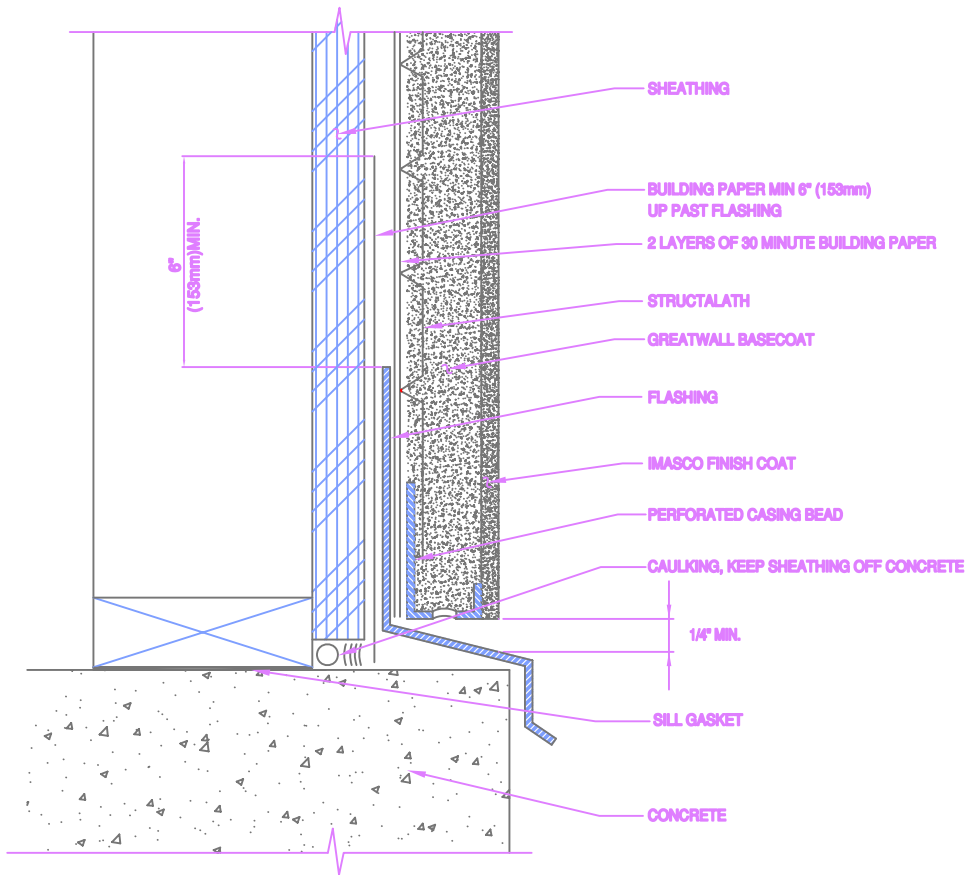 SHEATHING
BUILDING PAPER MIN 6" (153mm)
UP PAST FLASHING
6"
(153mm)MIN.
2 LAYERS OF 30 MINUTE BUILDING PAPER
STRUCTALATH
GREATWALL BASECOAT
FLASHING
IMASCO FINISH COAT
PERFORATED CASING BEAD
CAULKING, KEEP SHEATHING OFF CONCRETE
1/4" MIN.
SILL GASKET
CONCRETE